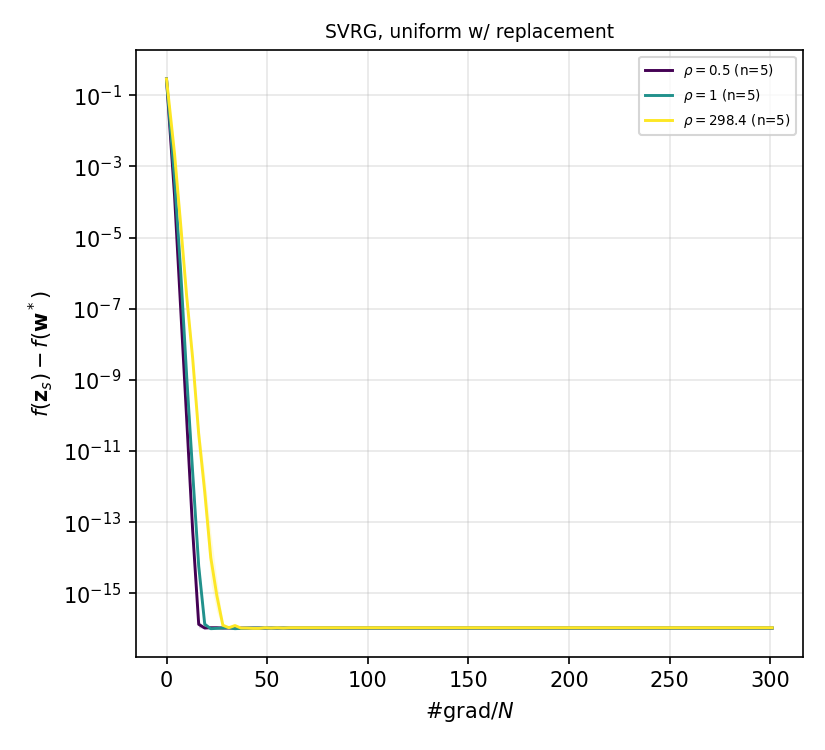 SVRG, uniform w/ replacement
ρ = 0.5 (n=5)
ρ = 1 (n=5)
ρ = 298.4 (n=5)
10⁻¹
10⁻³
10⁻⁵
10⁻⁷
10⁻⁹
10⁻¹¹
10⁻¹³
10⁻¹⁵
f(𝐳ₛ) − f(𝐰*)
0 50 100 150 200 250 300
#grad/N